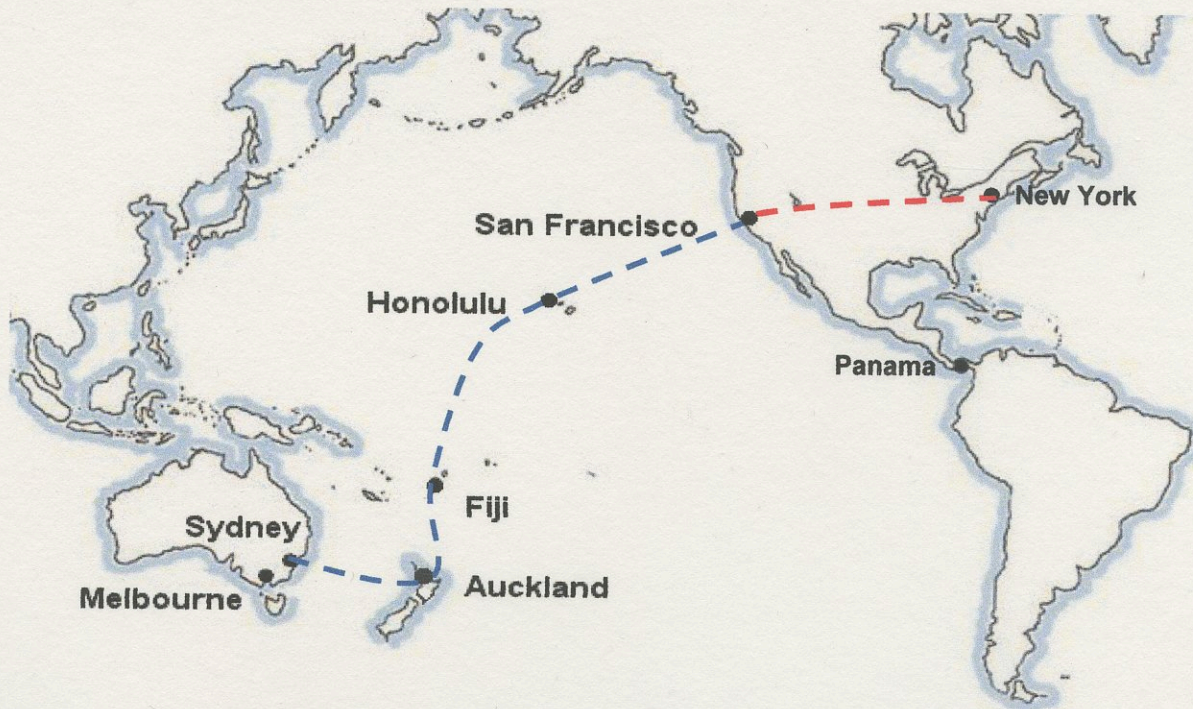 New York
San Francisco
Honolulu
Panama
Fiji
Sydney
Auckland
Melbourne